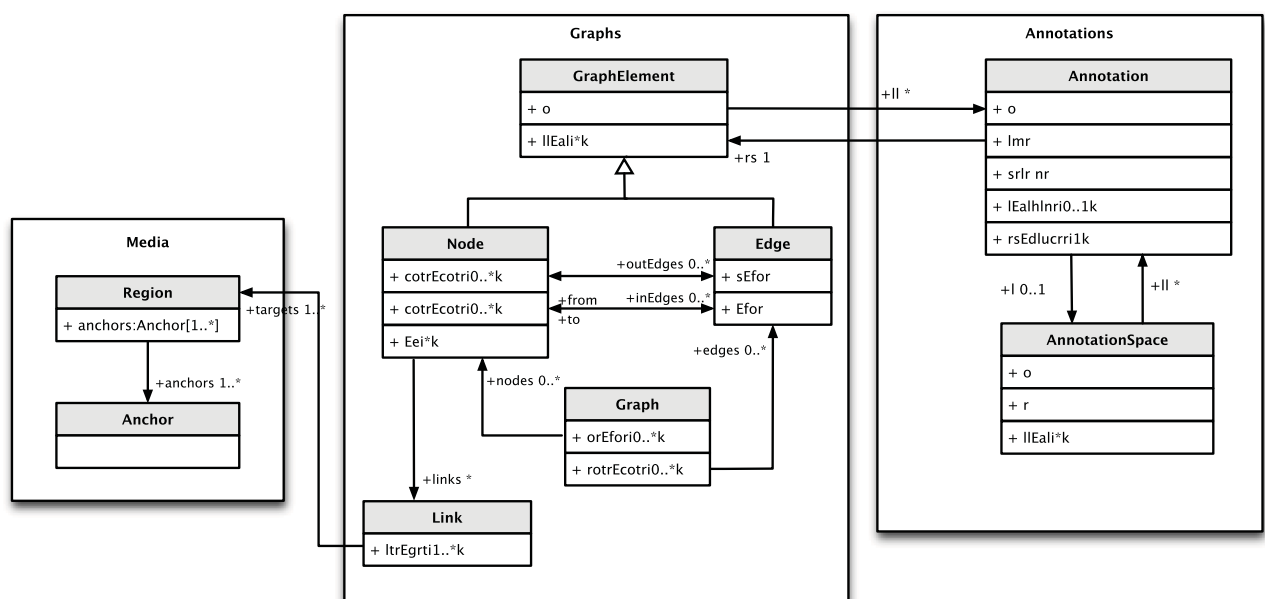 Graphs
GraphElement
+ o
+ llEali*k
+ll *
+rs 1
Node
+ cotrEcotri0..*k
+ cotrEcotri0..*k
+ Eei*k
Edge
+ sEfor
+ Efor
+outEdges 0..*
+from
+inEdges 0..*
+to
+edges 0..*
+nodes 0..*
Graph
+ orEfori0..*k
+ rotrEcotri0..*k
+links *
Link
+ ltrEgrti1..*k
Media
Region
+ anchors:Anchor[1..*]
+targets 1..*
+anchors 1..*
Anchor
Annotations
Annotation
+ o
+ lmr
+ srlr nr
+ lEalhlnri0..1k
+ rsEdlucrri1k
+l 0..1
+ll *
AnnotationSpace
+ o
+ r
+ llEali*k